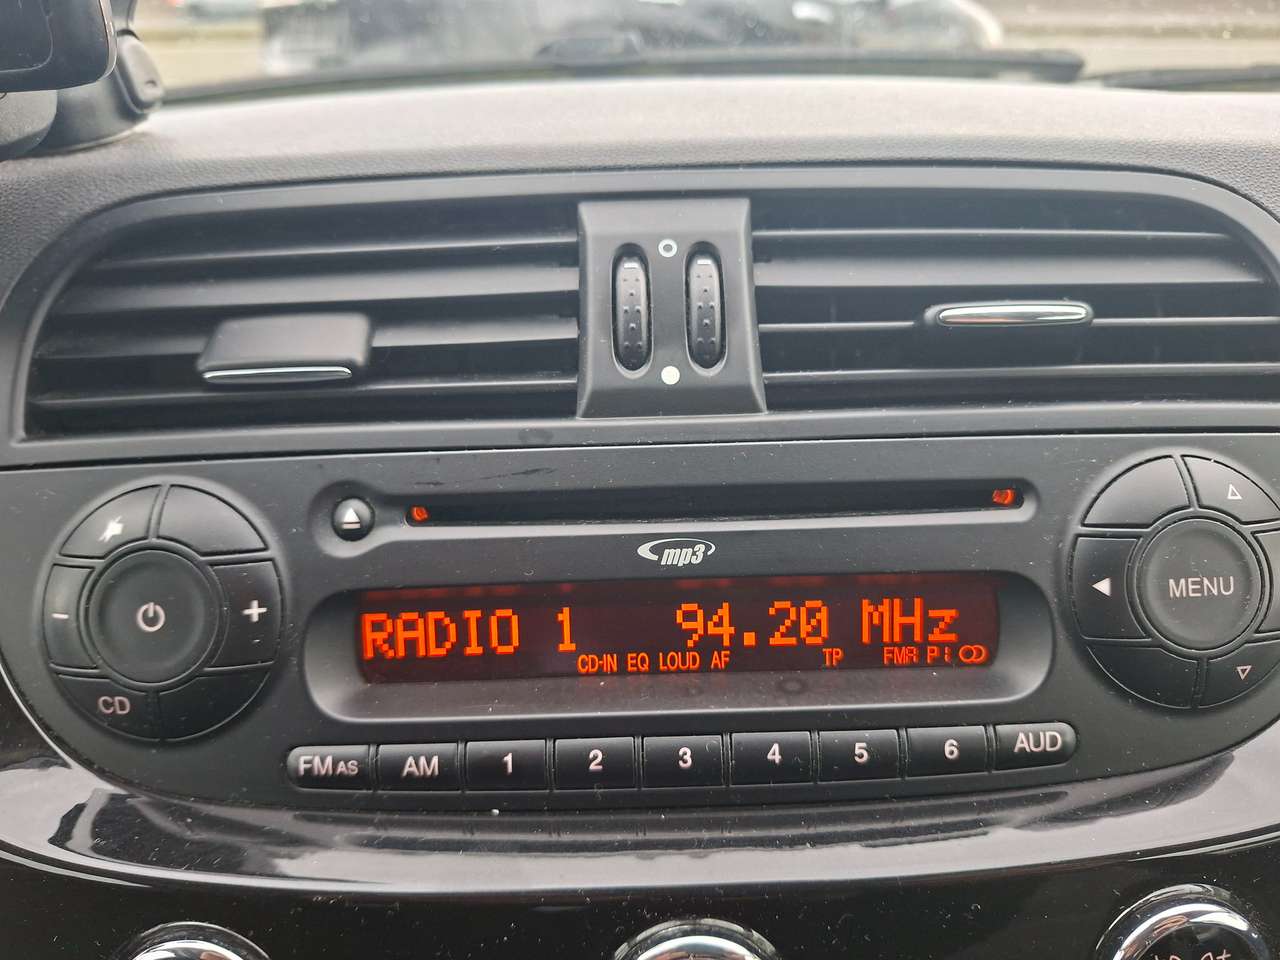 mp3
RADIO 1 94.20 MHz
CD-IN EQ LOUD AF TP FMA P1
MENU
CD
FM AS AM 1 2 3 4 5 6 AUD